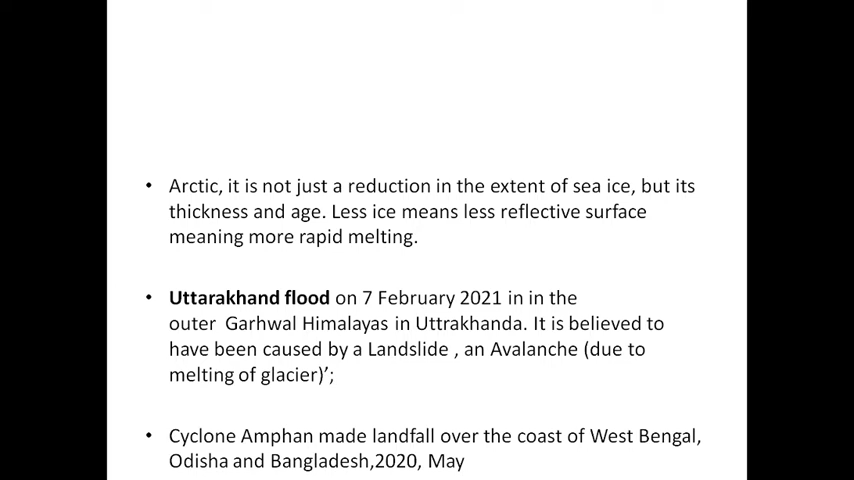 • Arctic, it is not just a reduction in the extent of sea ice, but its
thickness and age. Less ice means less reflective surface
meaning more rapid melting.
• Uttarakhand flood on 7 February 2021 in in the
outer  Garhwal Himalayas in Uttrakhanda. It is believed to
have been caused by a Landslide , an Avalanche (due to
melting of glacier)’;
• Cyclone Amphan made landfall over the coast of West Bengal,
Odisha and Bangladesh,2020, May